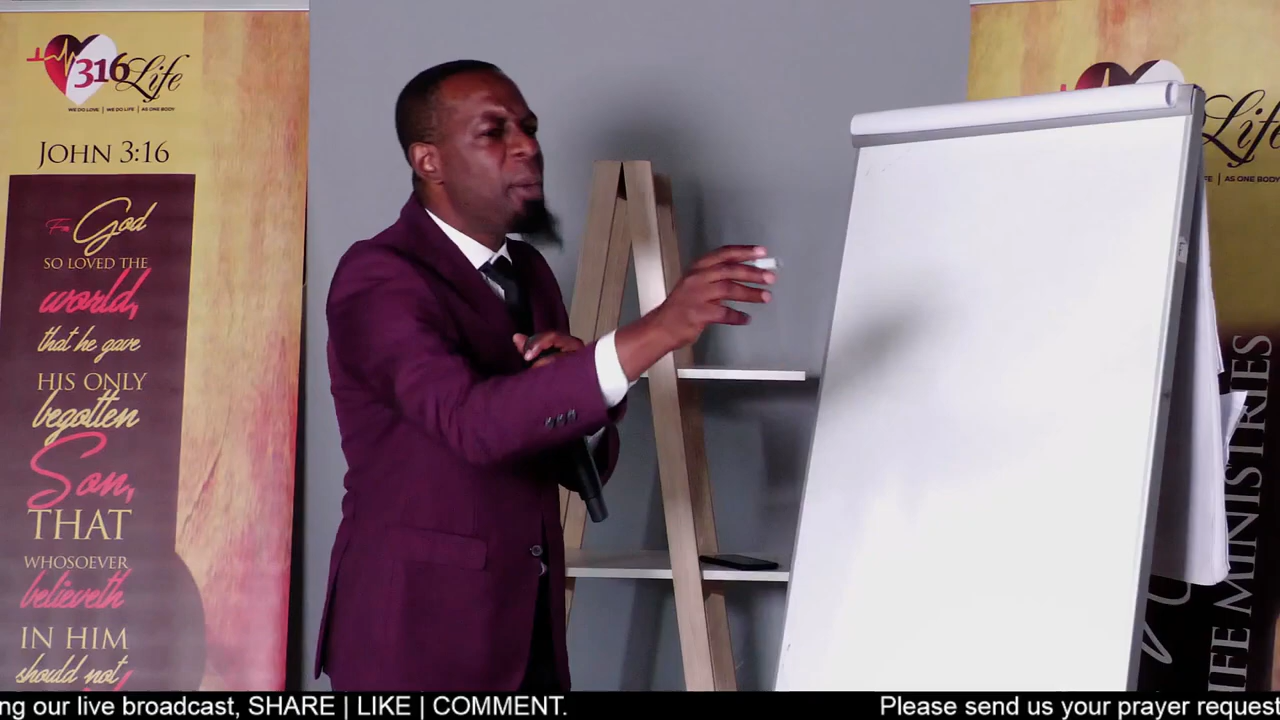 316 Life
WE DO LOVE | WE DO LIFE | AS ONE BODY
JOHN 3:16
For God
SO LOVED THE
world,
that he gave
HIS ONLY
begotten
Son,
THAT
WHOSOEVER
believeth
IN HIM
should not
Life
FE | AS ONE BODY
LIFE MINISTRIES
ng our live broadcast, SHARE | LIKE | COMMENT.
Please send us your prayer request